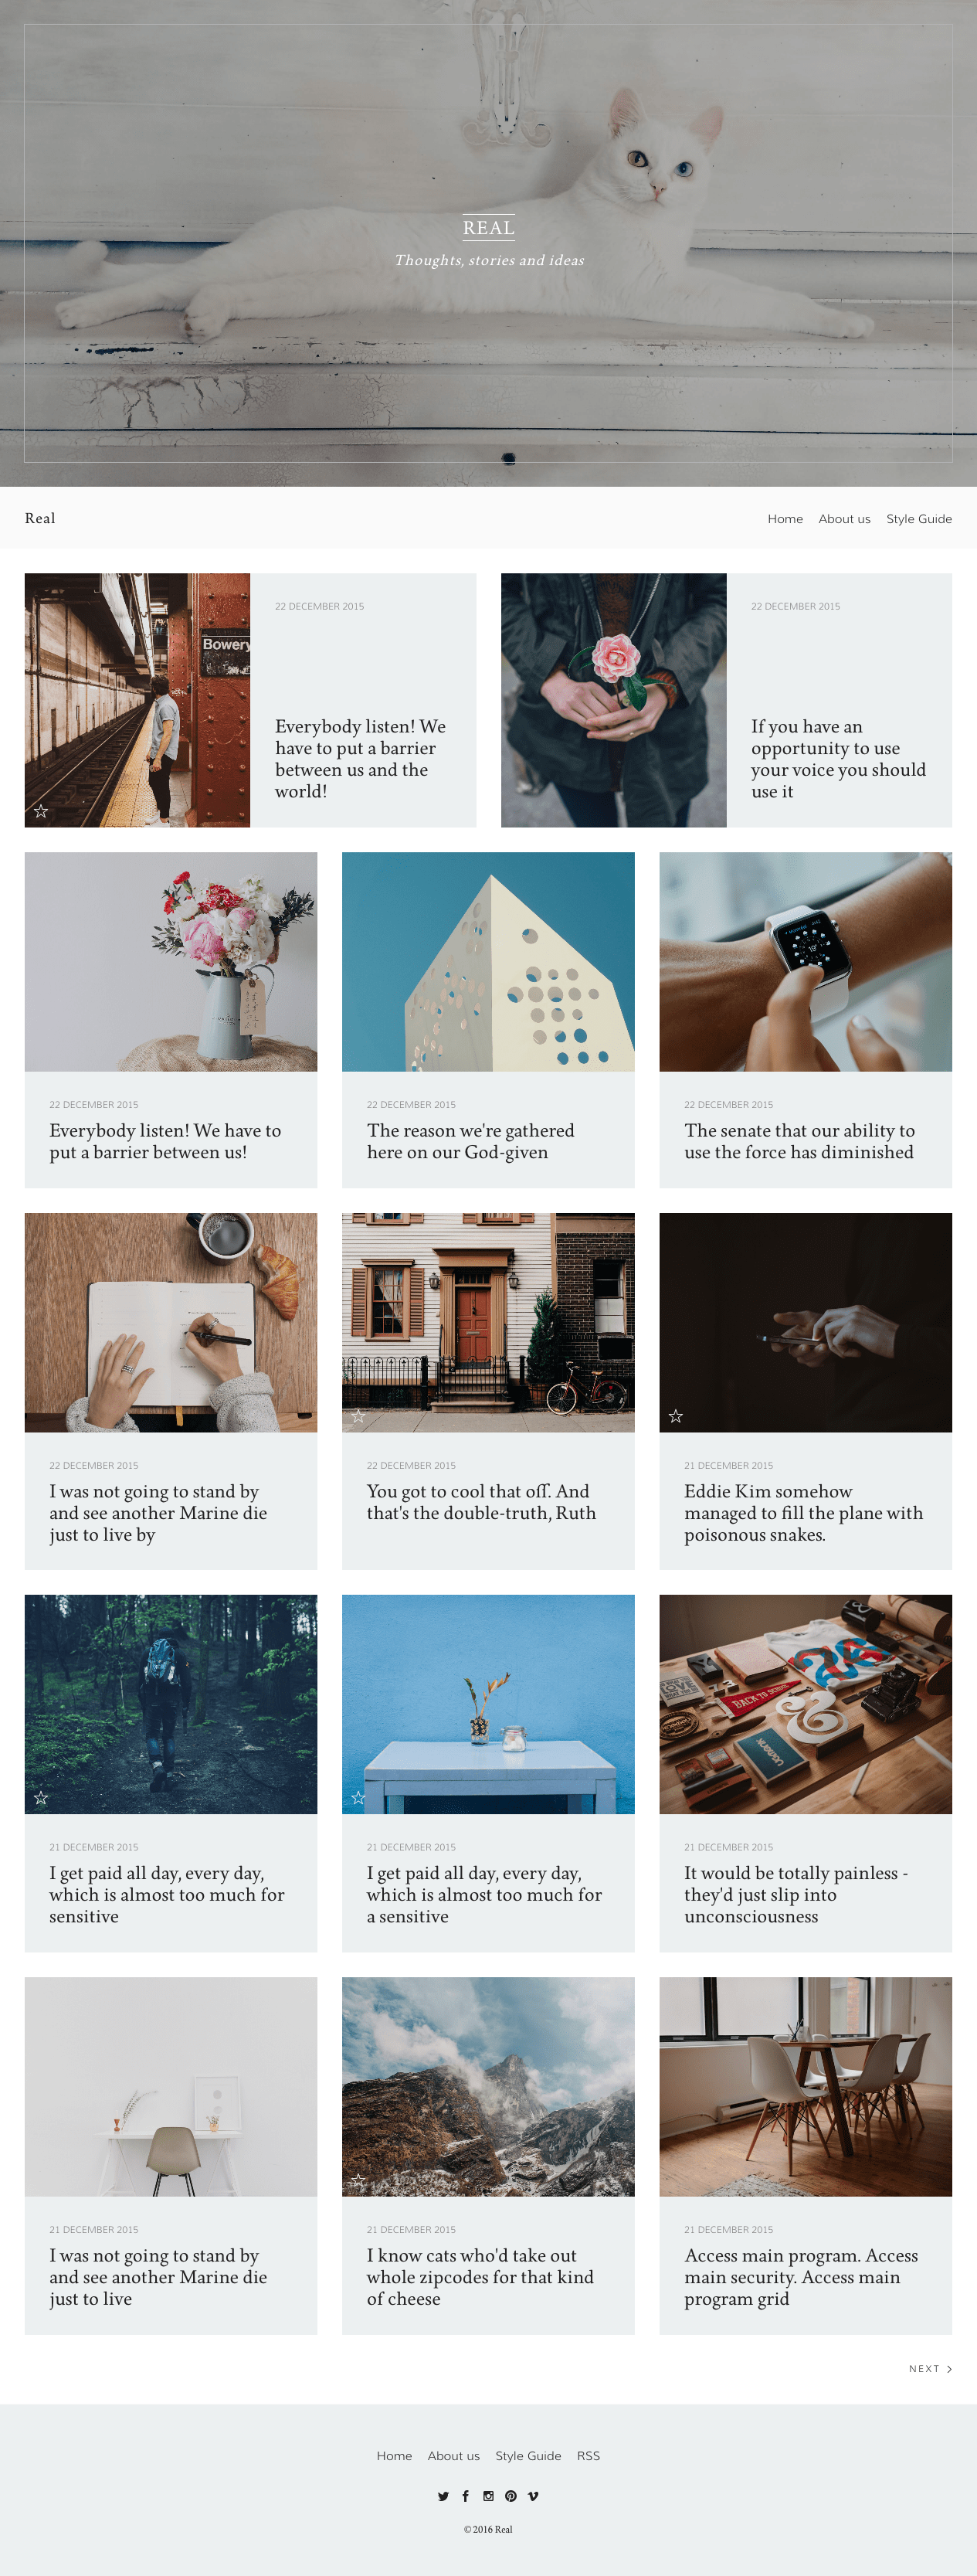 REAL
Thoughts, stories and ideas
Real
Home About us Style Guide
Bowery
22 DECEMBER 2015
Everybody listen! We
have to put a barrier
between us and the
world!
22 DECEMBER 2015
If you have an
opportunity to use
your voice you should
use it
22 DECEMBER 2015
Everybody listen! We have to
put a barrier between us!
22 DECEMBER 2015
The reason we're gathered
here on our God-given
22 DECEMBER 2015
The senate that our ability to
use the force has diminished
22 DECEMBER 2015
I was not going to stand by
and see another Marine die
just to live by
22 DECEMBER 2015
You got to cool that off. And
that's the double-truth, Ruth
21 DECEMBER 2015
Eddie Kim somehow
managed to fill the plane with
poisonous snakes.
LOVE
BACK TO SCHOOL
&
21 DECEMBER 2015
I get paid all day, every day,
which is almost too much for
sensitive
21 DECEMBER 2015
I get paid all day, every day,
which is almost too much for
a sensitive
21 DECEMBER 2015
It would be totally painless -
they'd just slip into
unconsciousness
21 DECEMBER 2015
I was not going to stand by
and see another Marine die
just to live
21 DECEMBER 2015
I know cats who'd take out
whole zipcodes for that kind
of cheese
21 DECEMBER 2015
Access main program. Access
main security. Access main
program grid
NEXT
Home About us Style Guide RSS
© 2016 Real